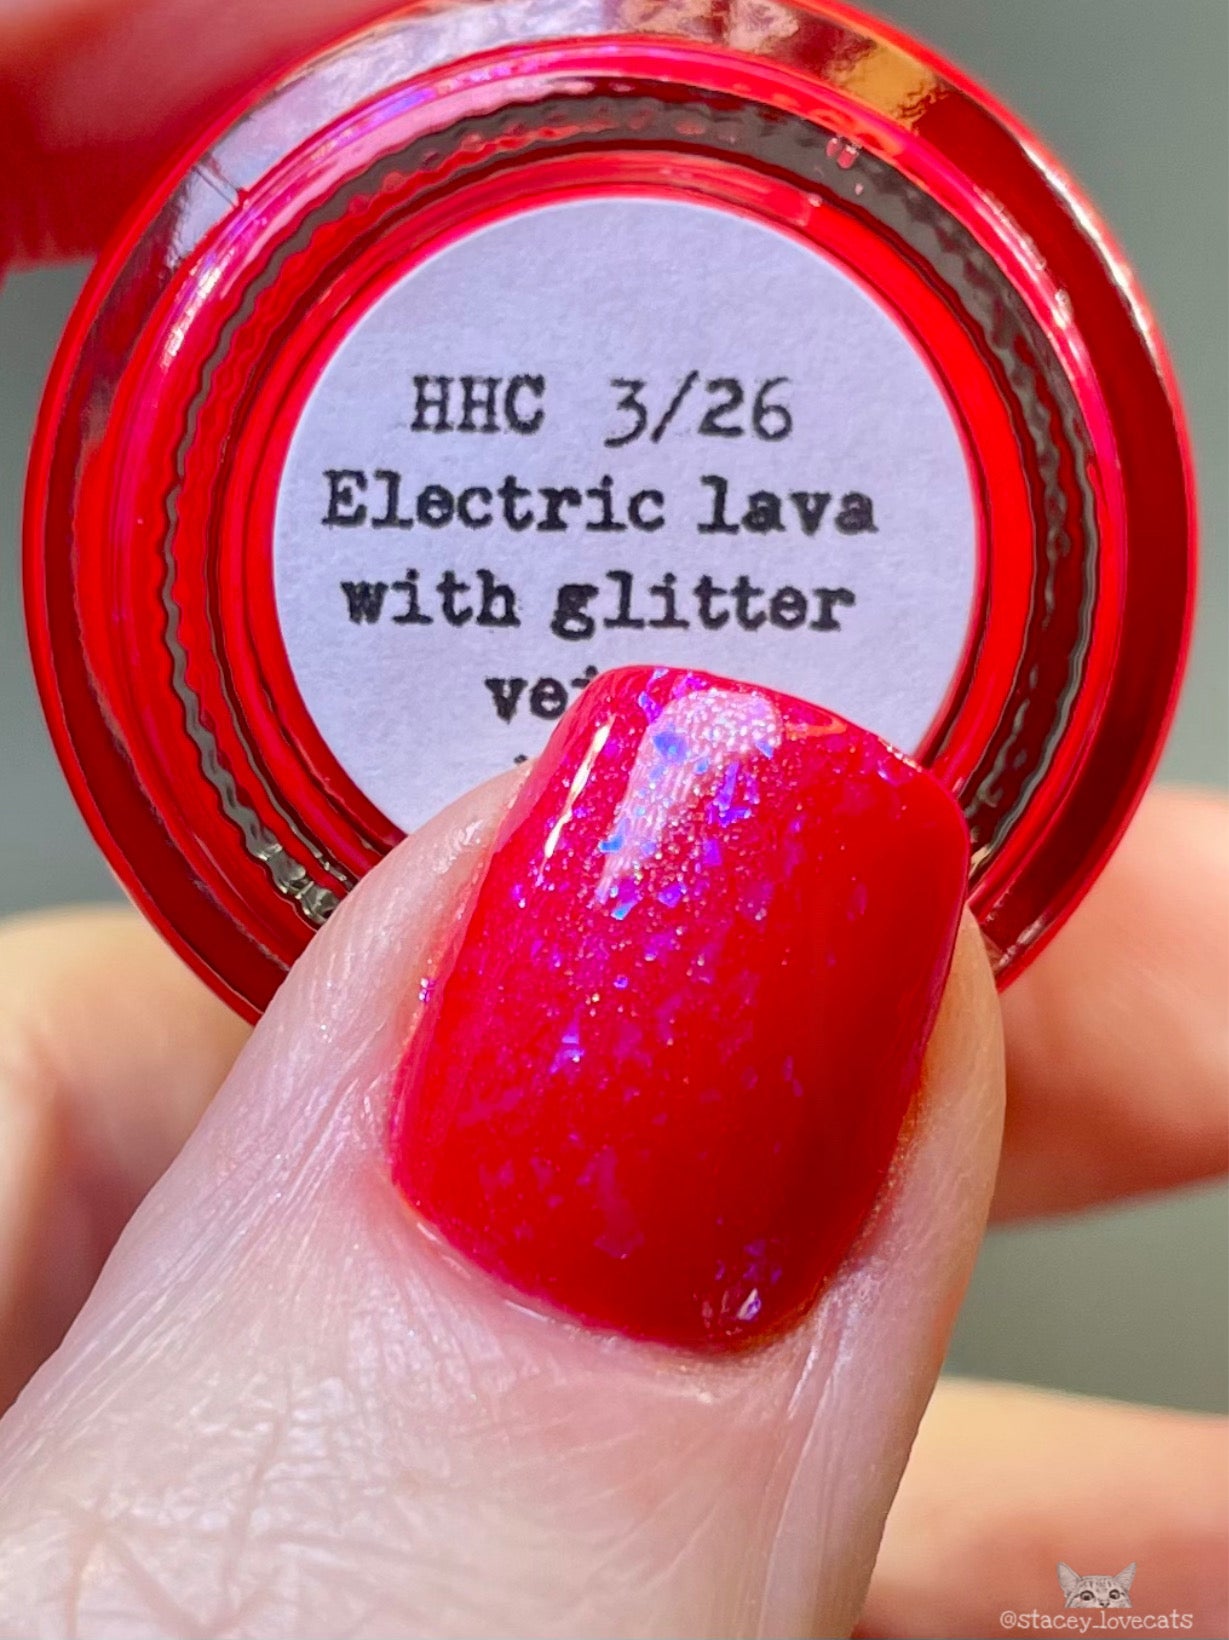 HHC 3/26
Electric lava
with glitter
@stacey_lovecats